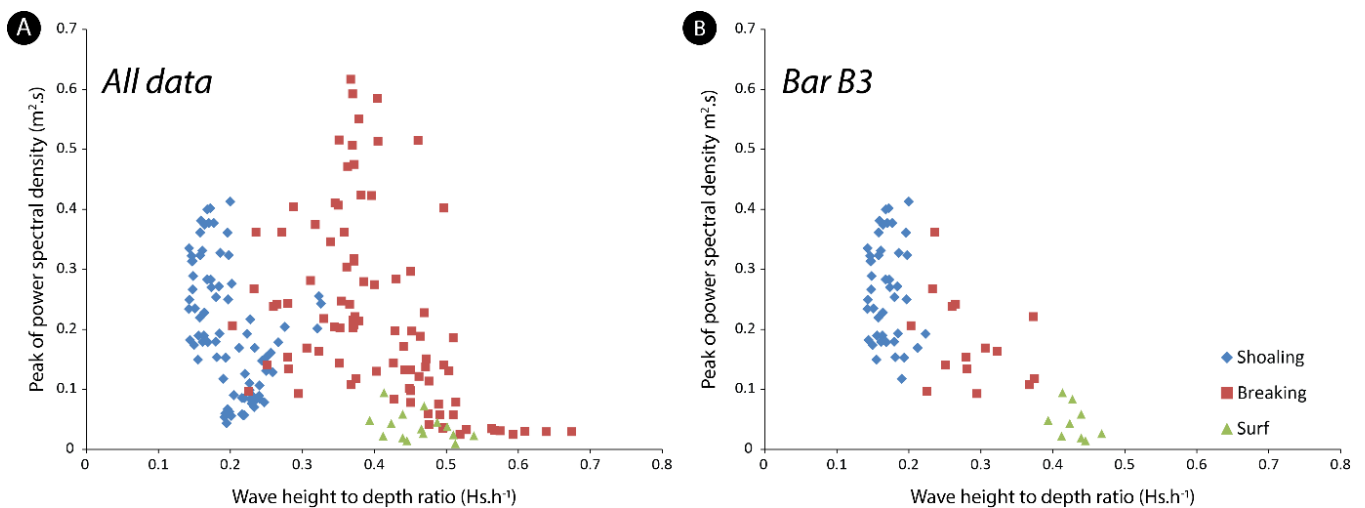 A
All data
Peak of power spectral density (m².s)
0.7
0.6
0.5
0.4
0.3
0.2
0.1
0
0 0.1 0.2 0.3 0.4 0.5 0.6 0.7 0.8
Wave height to depth ratio (Hs.h⁻¹)
B
Bar B3
Peak of power spectral density m².s)
0.7
0.6
0.5
0.4
0.3
0.2
0.1
0
0 0.1 0.2 0.3 0.4 0.5 0.6 0.7 0.8
Wave height to depth ratio (Hs.h⁻¹)
Shoaling
Breaking
Surf